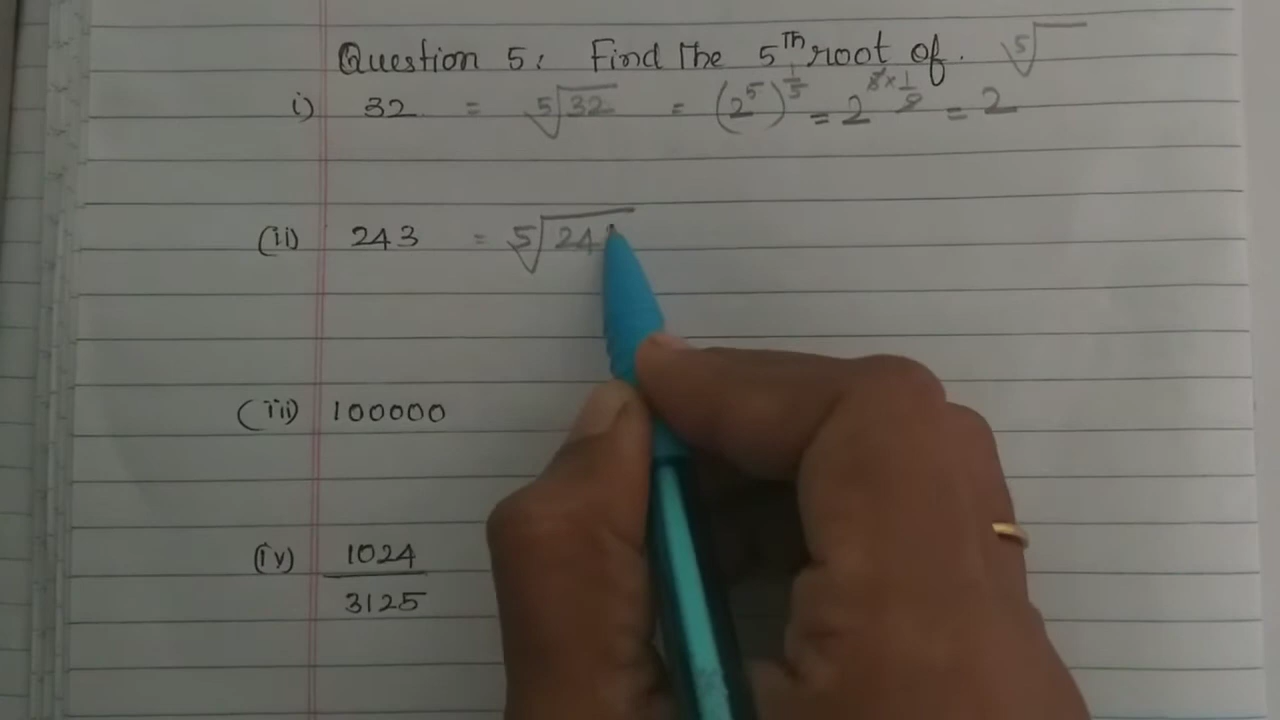 Question 5: Find The 5Th root of. ⁵√
i) 32 = ⁵√32 = (2⁵)^1/5 = 2^5×1/5 = 2
(ii) 243 = ⁵√24
(iii) 100000
(iv) 1024/3125